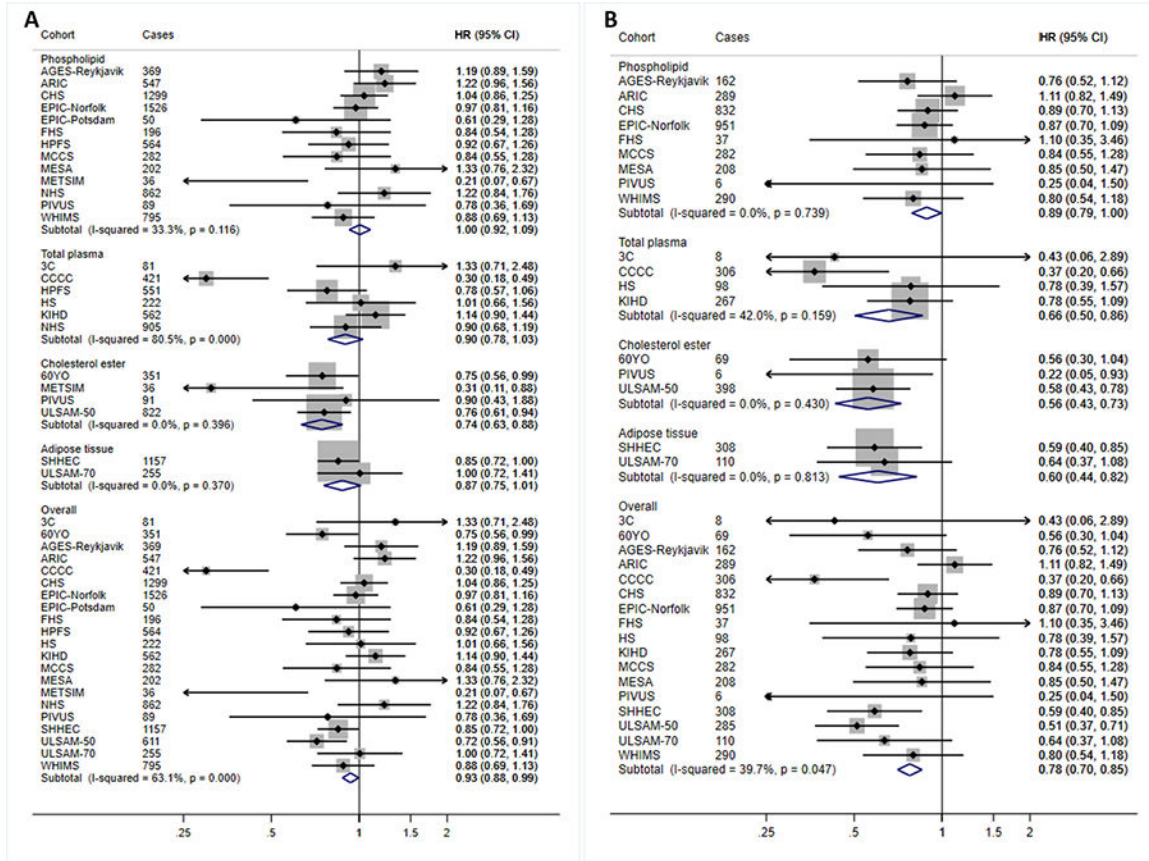 A
Cohort Cases HR (95% CI)
Phospholipid
AGES-Reykjavik 369 1.19 (0.89, 1.59)
ARIC 547 1.22 (0.96, 1.56)
CHS 1299 1.04 (0.86, 1.25)
EPIC-Norfolk 1526 0.97 (0.81, 1.16)
EPIC-Potsdam 50 0.61 (0.29, 1.28)
FHS 196 0.84 (0.54, 1.28)
HPFS 564 0.92 (0.67, 1.26)
MCCS 282 0.84 (0.55, 1.28)
MESA 202 1.33 (0.76, 2.32)
METSIM 36 0.21 (0.07, 0.67)
NHS 862 1.22 (0.84, 1.76)
PIVUS 89 0.78 (0.36, 1.69)
WHIMS 795 0.88 (0.69, 1.13)
Subtotal (I-squared = 33.3%, p = 0.116) 1.00 (0.92, 1.09)
Total plasma
3C 81 1.33 (0.71, 2.48)
CCCC 421 0.30 (0.18, 0.49)
HPFS 551 0.78 (0.57, 1.06)
HS 222 1.01 (0.66, 1.56)
KIHD 562 1.14 (0.90, 1.44)
NHS 905 0.90 (0.68, 1.19)
Subtotal (I-squared = 80.5%, p = 0.000) 0.90 (0.78, 1.03)
Cholesterol ester
60YO 351 0.75 (0.56, 0.99)
METSIM 36 0.31 (0.11, 0.88)
PIVUS 91 0.90 (0.43, 1.88)
ULSAM-50 822 0.76 (0.61, 0.94)
Subtotal (I-squared = 0.0%, p = 0.396) 0.74 (0.63, 0.88)
Adipose tissue
SHHEC 1157 0.85 (0.72, 1.00)
ULSAM-70 255 1.00 (0.72, 1.41)
Subtotal (I-squared = 0.0%, p = 0.370) 0.87 (0.75, 1.01)
Overall
3C 81 1.33 (0.71, 2.48)
60YO 351 0.75 (0.56, 0.99)
AGES-Reykjavik 369 1.19 (0.89, 1.59)
ARIC 547 1.22 (0.96, 1.56)
CCCC 421 0.30 (0.18, 0.49)
CHS 1299 1.04 (0.86, 1.25)
EPIC-Norfolk 1526 0.97 (0.81, 1.16)
EPIC-Potsdam 50 0.61 (0.29, 1.28)
FHS 196 0.84 (0.54, 1.28)
HPFS 564 0.92 (0.67, 1.26)
HS 222 1.01 (0.66, 1.56)
KIHD 562 1.14 (0.90, 1.44)
MCCS 282 0.84 (0.55, 1.28)
MESA 202 1.33 (0.76, 2.32)
METSIM 36 0.21 (0.07, 0.67)
NHS 862 1.22 (0.84, 1.76)
PIVUS 89 0.78 (0.36, 1.69)
SHHEC 1157 0.85 (0.72, 1.00)
ULSAM-50 611 0.72 (0.56, 0.91)
ULSAM-70 255 1.00 (0.72, 1.41)
WHIMS 795 0.88 (0.69, 1.13)
Subtotal (I-squared = 63.1%, p = 0.000) 0.93 (0.88, 0.99)
.25 .5 1 1.5 2
B
Cohort Cases HR (95% CI)
Phospholipid
AGES-Reykjavik 162 0.76 (0.52, 1.12)
ARIC 289 1.11 (0.82, 1.49)
CHS 832 0.89 (0.70, 1.13)
EPIC-Norfolk 951 0.87 (0.70, 1.09)
FHS 37 1.10 (0.35, 3.46)
MCCS 282 0.84 (0.55, 1.28)
MESA 208 0.85 (0.50, 1.47)
PIVUS 6 0.25 (0.04, 1.50)
WHIMS 290 0.80 (0.54, 1.18)
Subtotal (I-squared = 0.0%, p = 0.739) 0.89 (0.79, 1.00)
Total plasma
3C 8 0.43 (0.06, 2.89)
CCCC 306 0.37 (0.20, 0.66)
HS 98 0.78 (0.39, 1.57)
KIHD 267 0.78 (0.55, 1.09)
Subtotal (I-squared = 42.0%, p = 0.159) 0.66 (0.50, 0.86)
Cholesterol ester
60YO 69 0.56 (0.30, 1.04)
PIVUS 6 0.22 (0.05, 0.93)
ULSAM-50 398 0.58 (0.43, 0.78)
Subtotal (I-squared = 0.0%, p = 0.430) 0.56 (0.43, 0.73)
Adipose tissue
SHHEC 308 0.59 (0.40, 0.85)
ULSAM-70 110 0.64 (0.37, 1.08)
Subtotal (I-squared = 0.0%, p = 0.813) 0.60 (0.44, 0.82)
Overall
3C 8 0.43 (0.06, 2.89)
60YO 69 0.56 (0.30, 1.04)
AGES-Reykjavik 162 0.76 (0.52, 1.12)
ARIC 289 1.11 (0.82, 1.49)
CCCC 306 0.37 (0.20, 0.66)
CHS 832 0.89 (0.70, 1.13)
EPIC-Norfolk 951 0.87 (0.70, 1.09)
FHS 37 1.10 (0.35, 3.46)
HS 98 0.78 (0.39, 1.57)
KIHD 267 0.78 (0.55, 1.09)
MCCS 282 0.84 (0.55, 1.28)
MESA 208 0.85 (0.50, 1.47)
PIVUS 6 0.25 (0.04, 1.50)
SHHEC 308 0.59 (0.40, 0.85)
ULSAM-50 285 0.51 (0.37, 0.71)
ULSAM-70 110 0.64 (0.37, 1.08)
WHIMS 290 0.80 (0.54, 1.18)
Subtotal (I-squared = 39.7%, p = 0.047) 0.78 (0.70, 0.85)
.25 .5 1 1.5 2